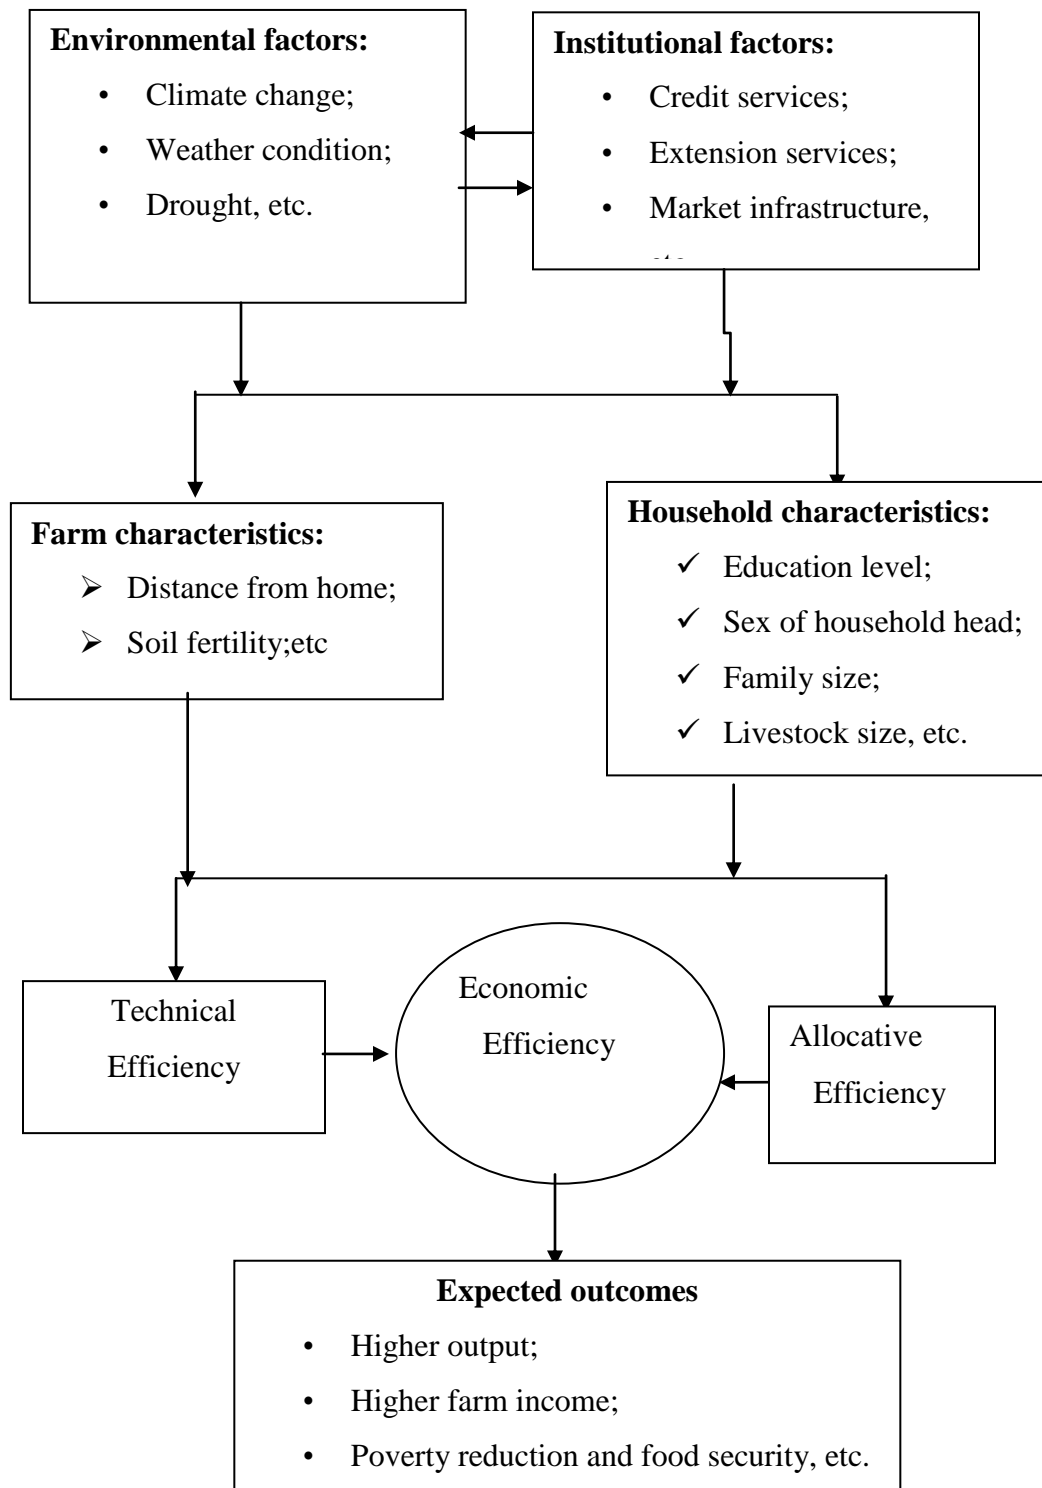 Environmental factors:
• Climate change;
• Weather condition;
• Drought, etc.
Institutional factors:
• Credit services;
• Extension services;
• Market infrastructure,
Farm characteristics:
➢ Distance from home;
➢ Soil fertility;etc
Household characteristics:
✓ Education level;
✓ Sex of household head;
✓ Family size;
✓ Livestock size, etc.
Technical
Efficiency
Economic
Efficiency
Allocative
Efficiency
Expected outcomes
• Higher output;
• Higher farm income;
• Poverty reduction and food security, etc.